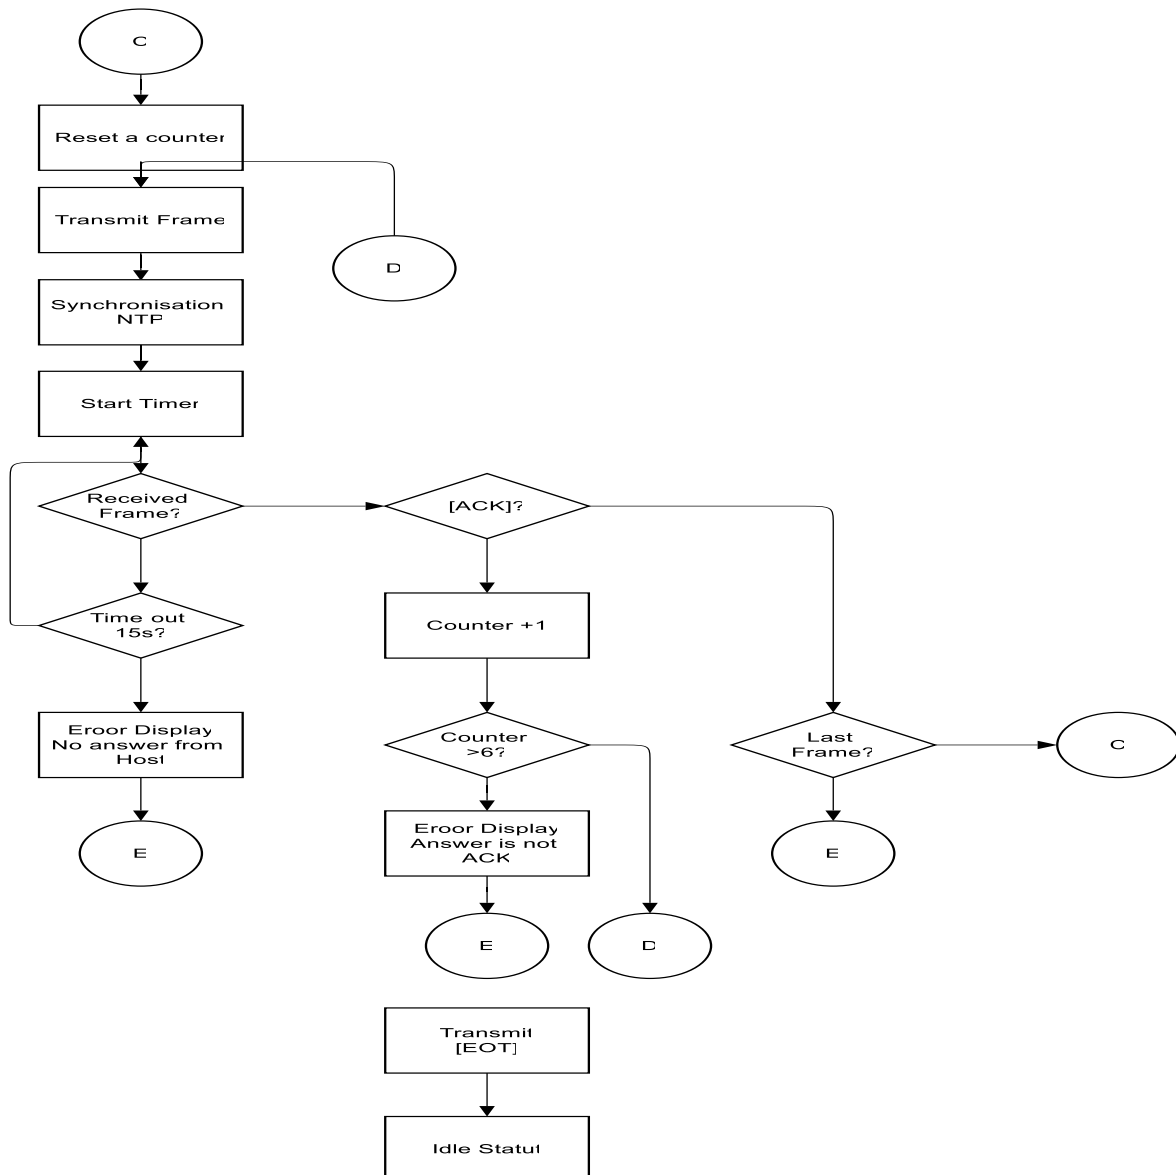 C
Reset a counter
Transmit Frame
D
Synchronisation
NTP
Start Timer
Received
Frame?
[ACK]?
Time out
15s?
Counter +1
Eroor Display
No answer from
Host
Counter
>6?
Last
Frame?
C
E
Eroor Display
Answer is not
ACK
E
E
D
Transmit
[EOT]
Idle Statut